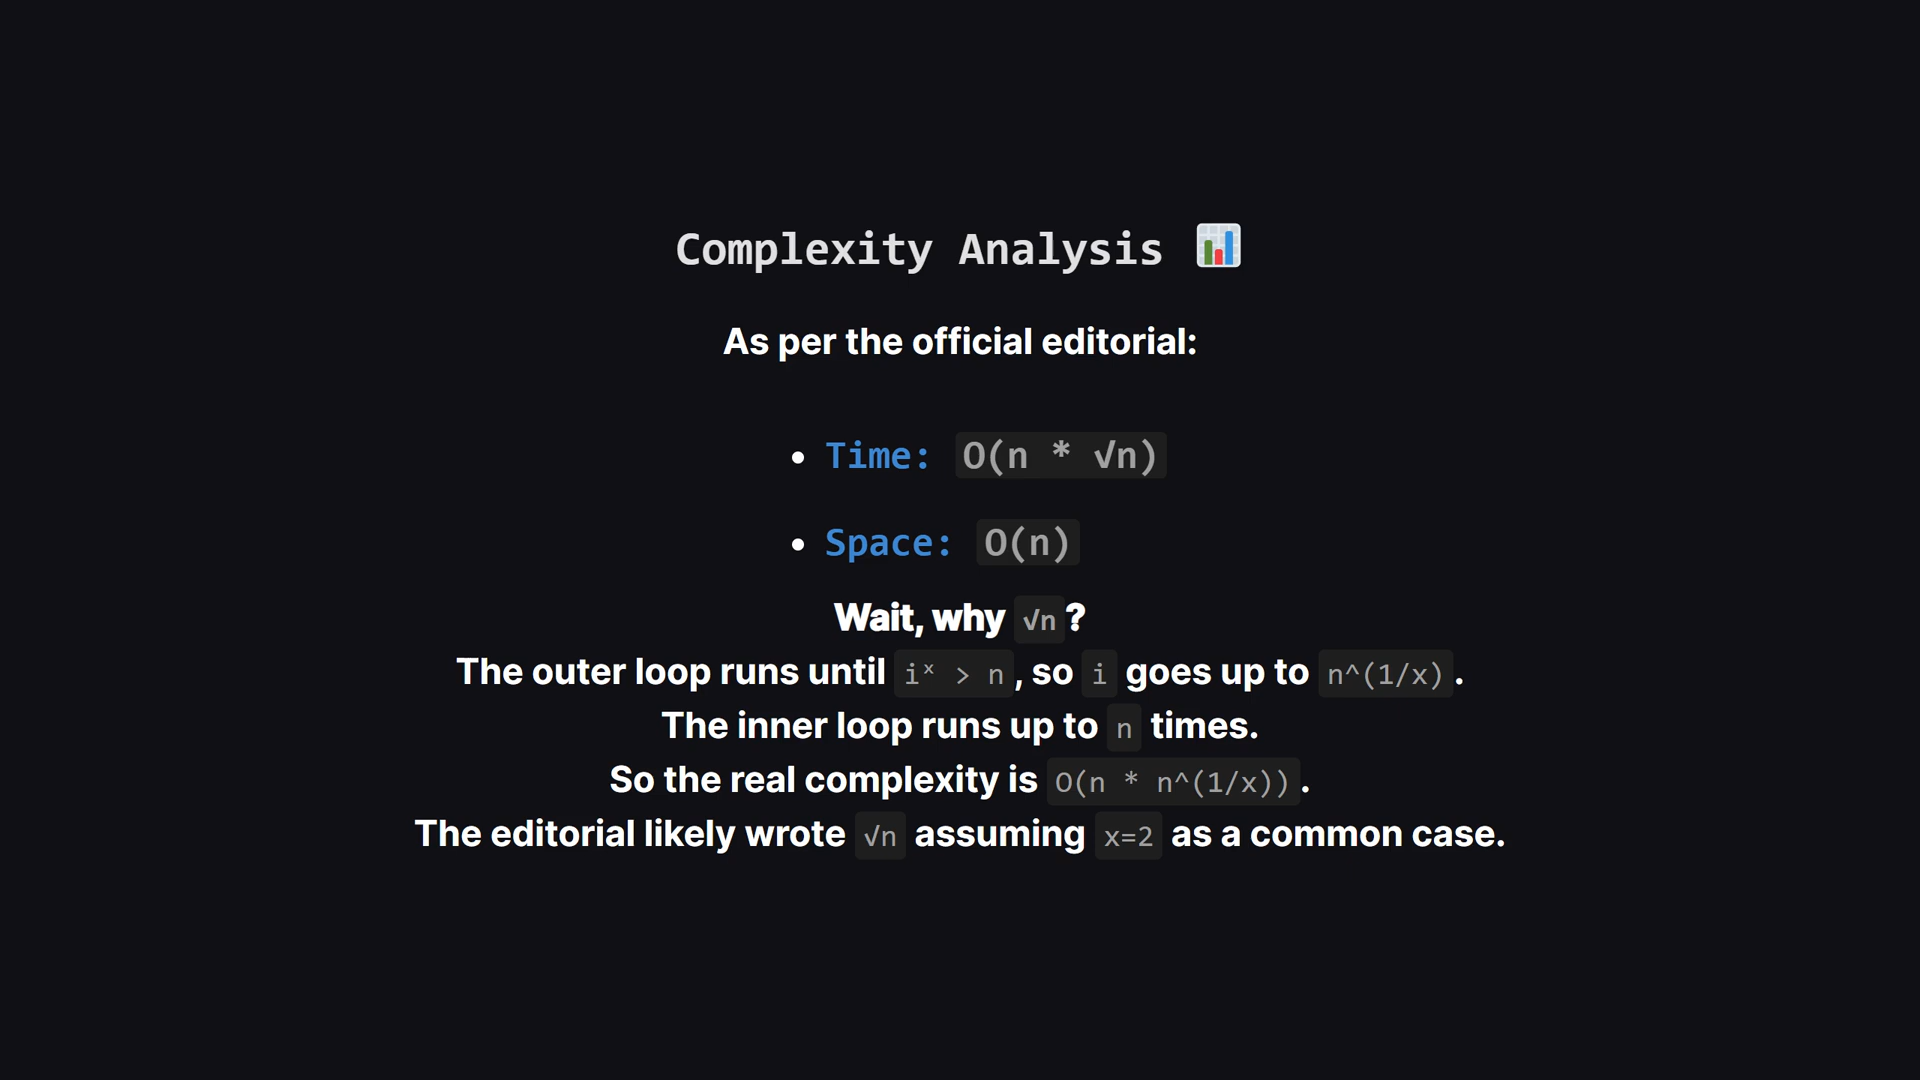 Complexity Analysis 📊
As per the official editorial:
• Time: O(n * √n)
• Space: O(n)
Wait, why √n?
The outer loop runs until iˣ > n, so i goes up to n^(1/x).
The inner loop runs up to n times.
So the real complexity is O(n * n^(1/x)).
The editorial likely wrote √n assuming x=2 as a common case.